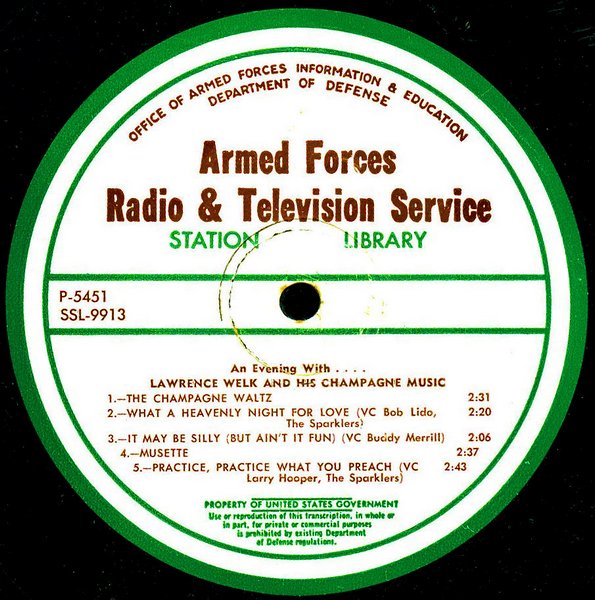 OFFICE OF ARMED FORCES INFORMATION & EDUCATION
DEPARTMENT OF DEFENSE
Armed Forces
Radio & Television Service
STATION LIBRARY
P-5451
SSL-9913
An Evening With . . . .
LAWRENCE WELK AND HIS CHAMPAGNE MUSIC
1.—THE CHAMPAGNE WALTZ 2:31
2.—WHAT A HEAVENLY NIGHT FOR LOVE (VC Bob Lido, 2:20
The Sparklers)
3.—IT MAY BE SILLY (BUT AIN'T IT FUN) (VC Buddy Merrill) 2:06
4.—MUSETTE 2:37
5.—PRACTICE, PRACTICE WHAT YOU PREACH (VC 2:43
Larry Hooper, The Sparklers)
PROPERTY OF UNITED STATES GOVERNMENT
Use or reproduction of this transcription, in whole or
in part, for private or commercial purposes
is prohibited by existing Department
of Defense regulations.